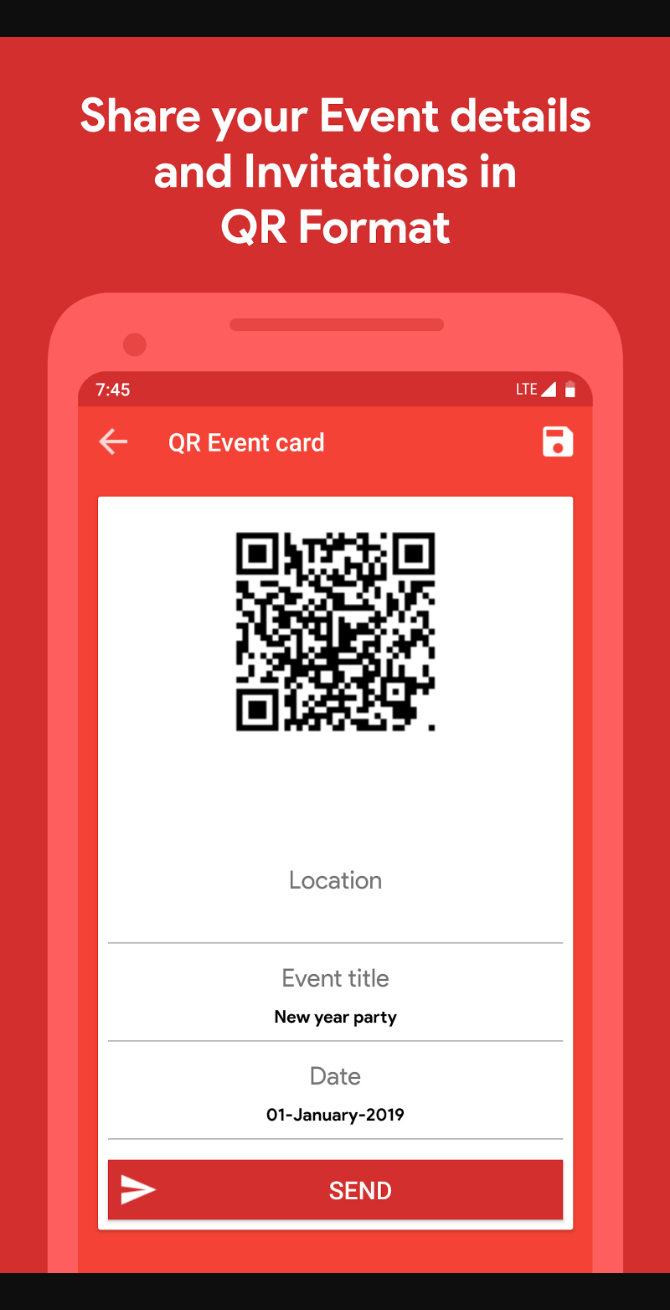 Share your Event details
and Invitations in
QR Format
7:45
LTE
QR Event card
Location
Event title
New year party
Date
01-January-2019
SEND